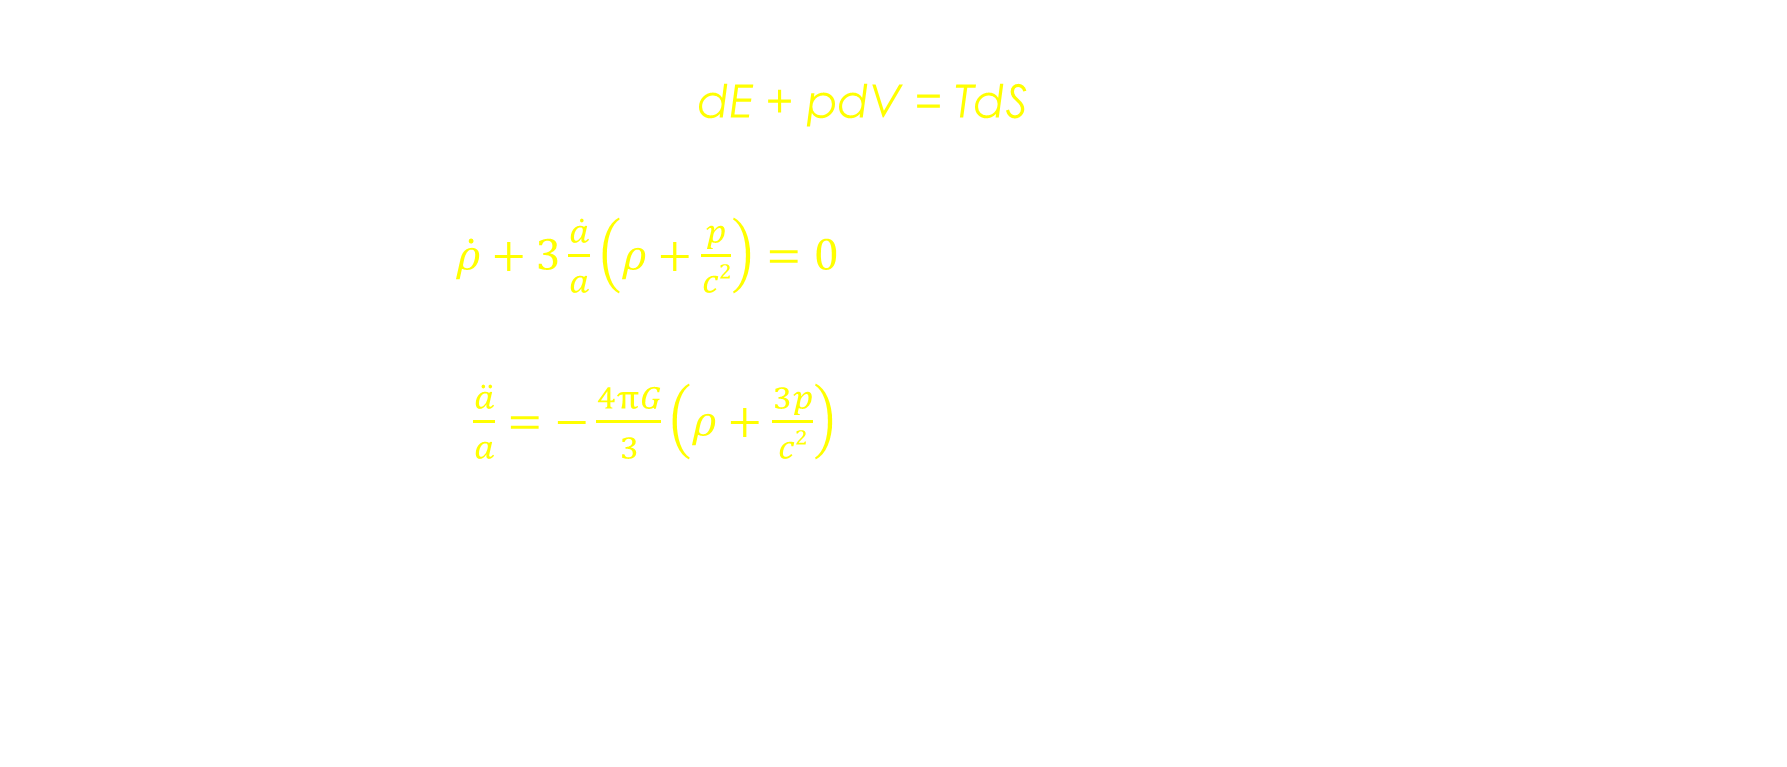 dE + pdV = TdS
ρ̇ + 3 ȧ/a (ρ + p/c²) = 0
ä/a = − 4πG/3 (ρ + 3p/c²)